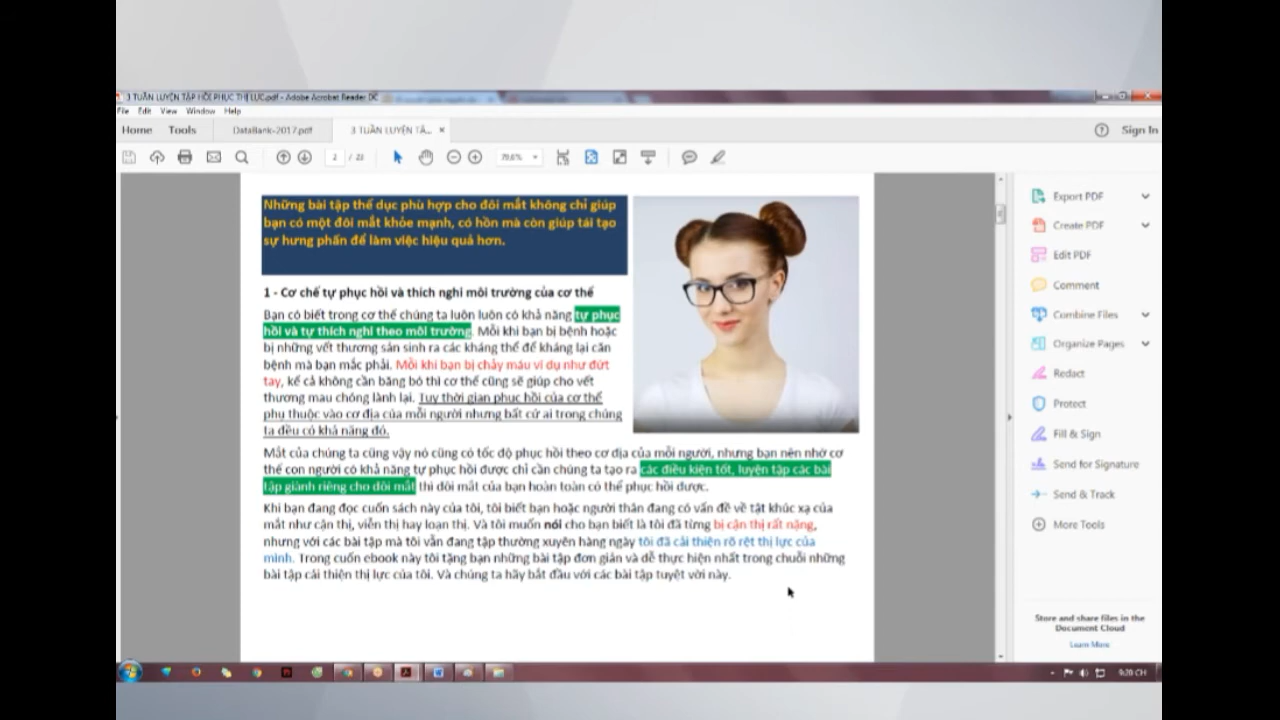 3 TUẦN LUYỆN TẬP HỒI PHỤC THỊ LỰC.pdf - Adobe Acrobat Reader DC
File Edit View Window Help
Home Tools DataBank-2017.pdf 3 TUẦN LUYỆN TẬ... × Sign In
2 / 23 79,6%
Những bài tập thể dục phù hợp cho đôi mắt không chỉ giúp
bạn có một đôi mắt khỏe mạnh, có hồn mà còn giúp tái tạo
sự hưng phấn để làm việc hiệu quả hơn.
1 - Cơ chế tự phục hồi và thích nghi môi trường của cơ thể
Bạn có biết trong cơ thể chúng ta luôn luôn có khả năng tự phục
hồi và tự thích nghi theo môi trường. Mỗi khi bạn bị bệnh hoặc
bị những vết thương sản sinh ra các kháng thể để kháng lại căn
bệnh mà bạn mắc phải. Mỗi khi bạn bị chảy máu ví dụ như đứt
tay, kể cả không cần băng bó thì cơ thể cũng sẽ giúp cho vết
thương mau chóng lành lại. Tuy thời gian phục hồi của cơ thể
phụ thuộc vào cơ địa của mỗi người nhưng bất cứ ai trong chúng
ta đều có khả năng đó.
Mắt của chúng ta cũng vậy nó cũng có tốc độ phục hồi theo cơ địa của mỗi người, nhưng bạn nên nhớ cơ
thể con người có khả năng tự phục hồi được chỉ cần chúng ta tạo ra các điều kiện tốt, luyện tập các bài
tập giành riêng cho đôi mắt thì đôi mắt của bạn hoàn toàn có thể phục hồi được.
Khi bạn đang đọc cuốn sách này của tôi, tôi biết bạn hoặc người thân đang có vấn đề về tật khúc xạ của
mắt như cận thị, viễn thị hay loạn thị. Và tôi muốn nói cho bạn biết là tôi đã từng bị cận thị rất nặng,
nhưng với các bài tập mà tôi vẫn đang tập thường xuyên hàng ngày tôi đã cải thiện rõ rệt thị lực của
mình. Trong cuốn ebook này tôi tặng bạn những bài tập đơn giản và dễ thực hiện nhất trong chuỗi những
bài tập cải thiện thị lực của tôi. Và chúng ta hãy bắt đầu với các bài tập tuyệt vời này.
Export PDF
Create PDF
Edit PDF
Comment
Combine Files
Organize Pages
Redact
Protect
Fill & Sign
Send for Signature
Send & Track
More Tools
Store and share files in the
Document Cloud
Learn More
9:20 CH